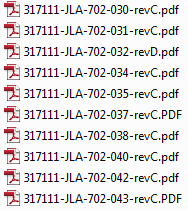 317111-JLA-702-030-revC.pdf
317111-JLA-702-031-revC.pdf
317111-JLA-702-032-revD.pdf
317111-JLA-702-034-revC.pdf
317111-JLA-702-035-revC.pdf
317111-JLA-702-037-revC.PDF
317111-JLA-702-038-revC.pdf
317111-JLA-702-040-revC.pdf
317111-JLA-702-042-revC.pdf
317111-JLA-702-043-revC.PDF